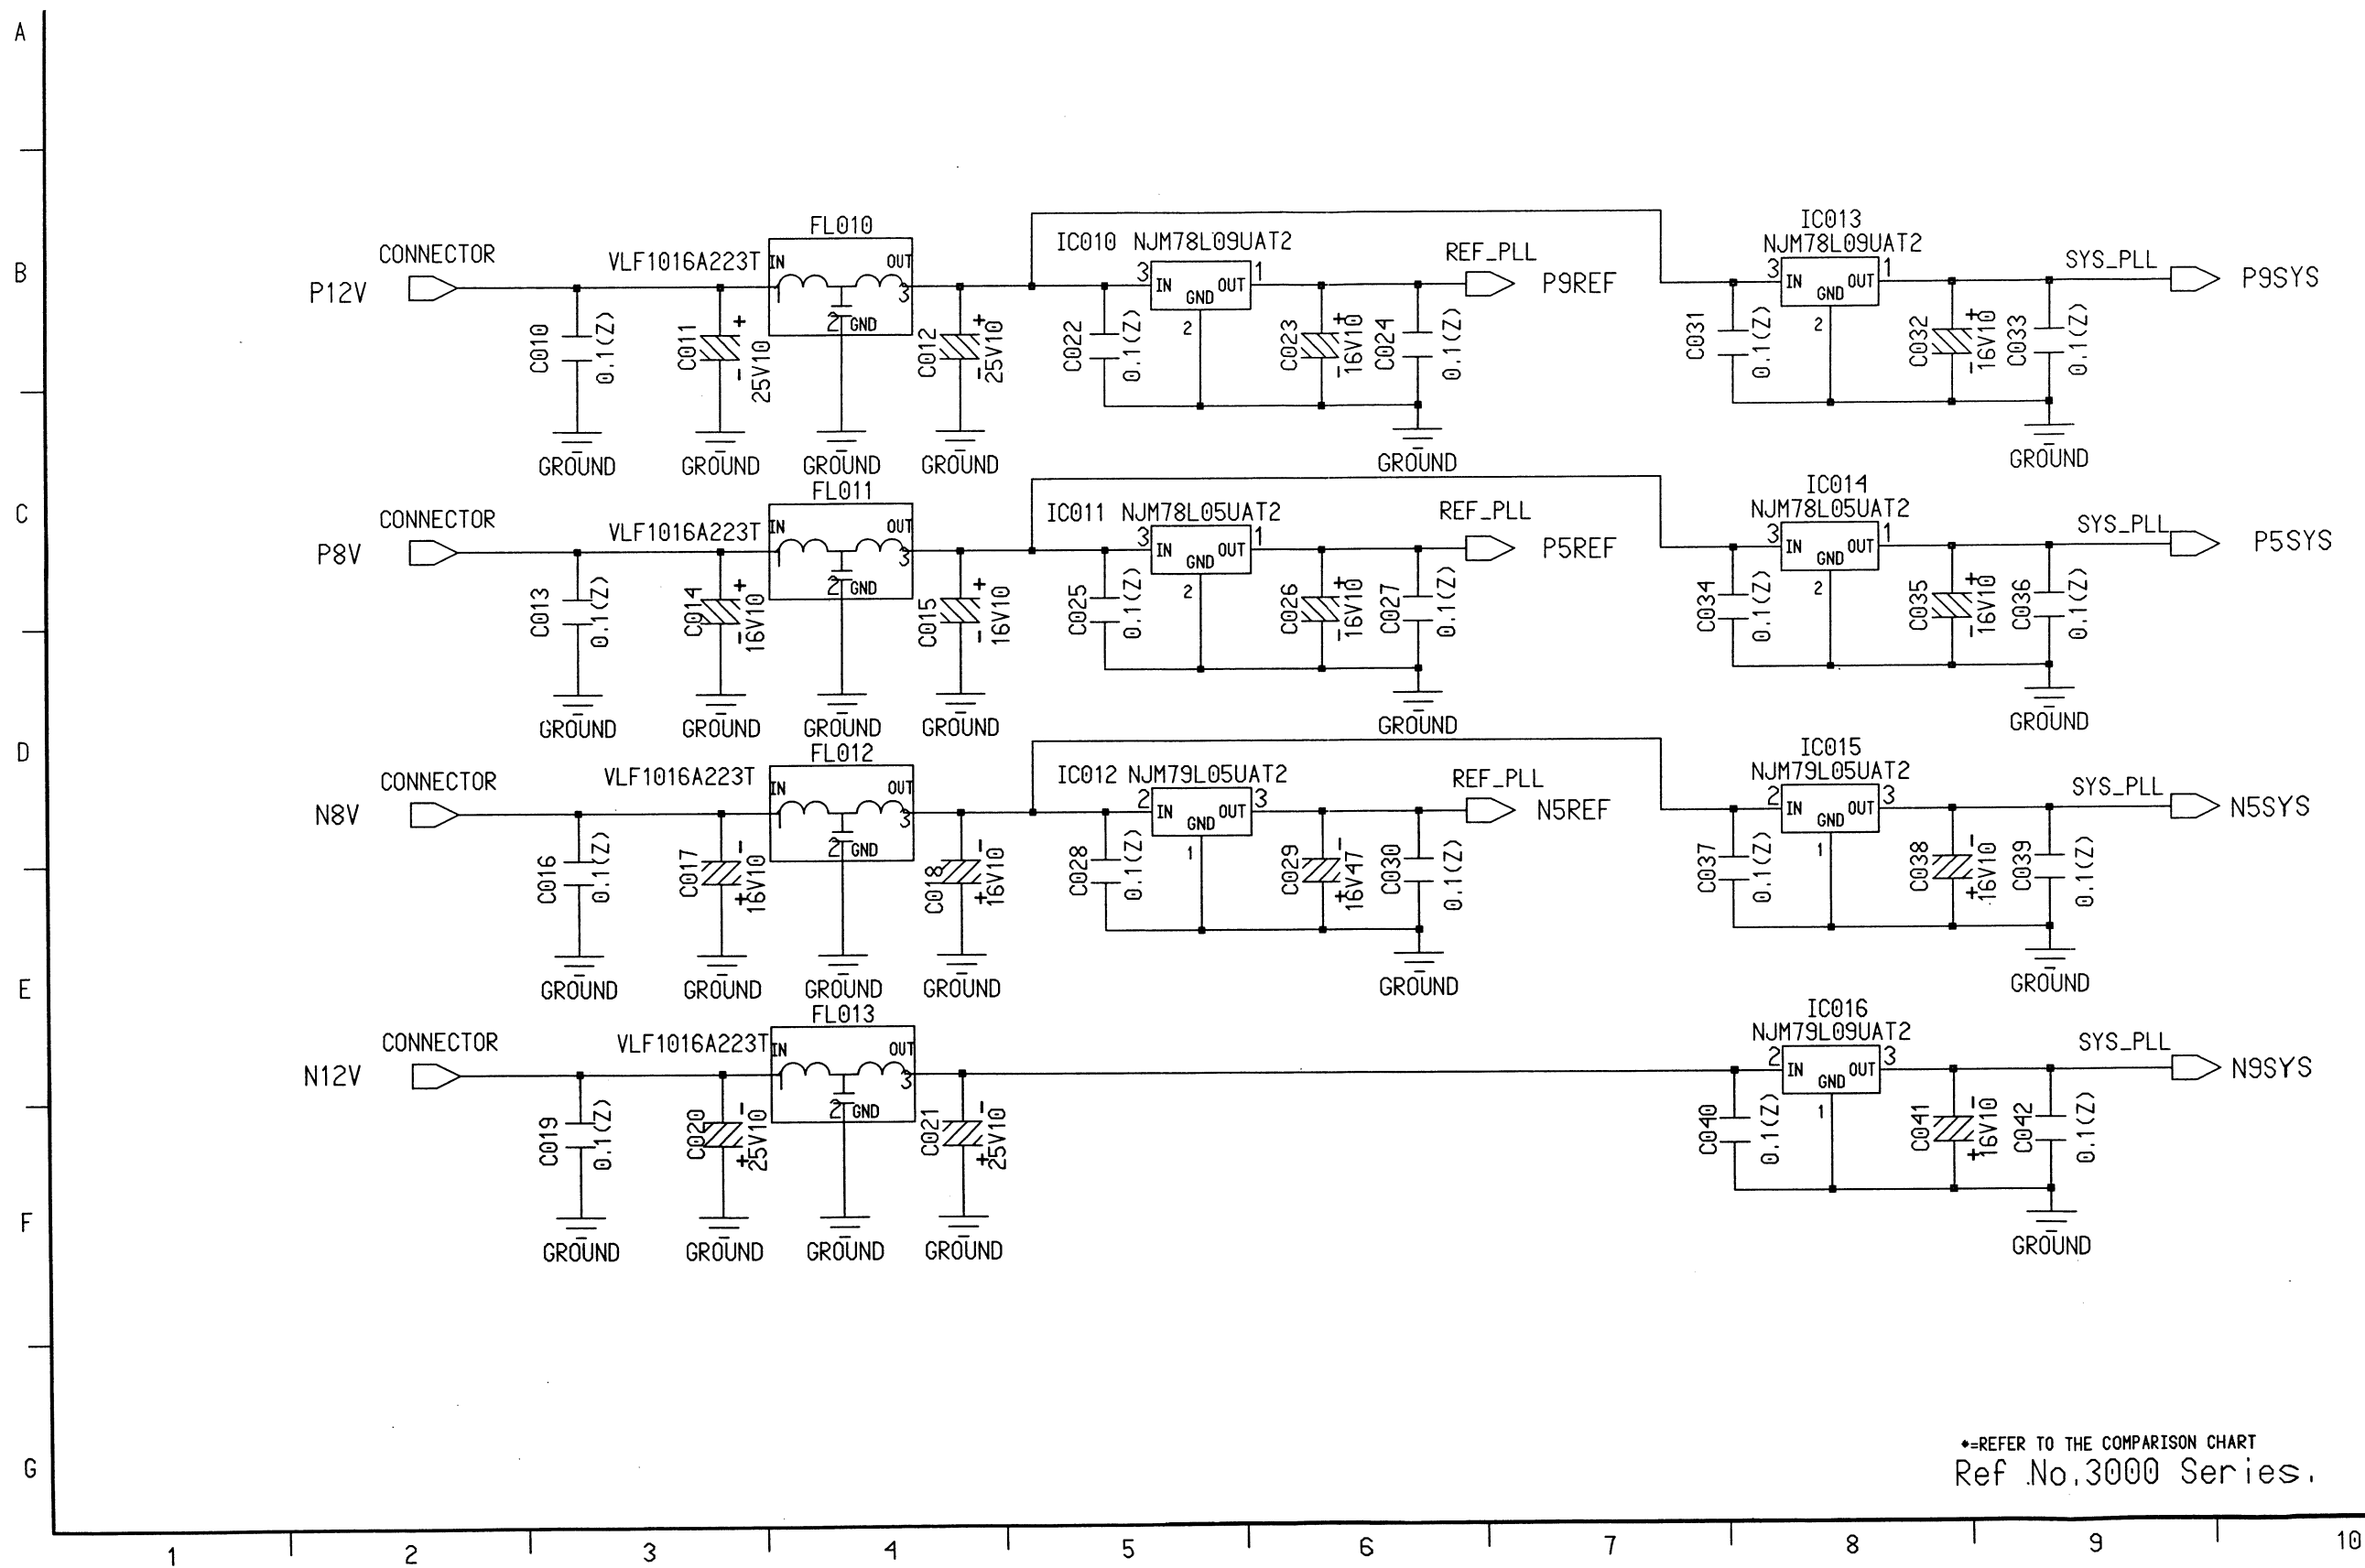 A
B
C
D
E
F
G
FL010
CONNECTOR
VLF1016A223T
IN
OUT
1
3
2
GND
P12V
C010
0.1(Z)
C011
+
-
25V10
C012
+
-
25V10
GROUND
GROUND
GROUND
GROUND
IC010 NJM78L09UAT2
3
IN
OUT
1
GND
2
C022
0.1(Z)
C023
+
-
16V10
C024
0.1(Z)
REF_PLL
P9REF
GROUND
IC013
NJM78L09UAT2
3
IN
OUT
1
GND
2
C031
0.1(Z)
C032
+
-
16V10
C033
0.1(Z)
SYS_PLL
P9SYS
GROUND
FL011
CONNECTOR
VLF1016A223T
IN
OUT
1
3
2
GND
P8V
C013
0.1(Z)
C014
+
-
16V10
C015
+
-
16V10
GROUND
GROUND
GROUND
GROUND
IC011 NJM78L05UAT2
3
IN
OUT
1
GND
2
C025
0.1(Z)
C026
+
-
16V10
C027
0.1(Z)
REF_PLL
P5REF
GROUND
IC014
NJM78L05UAT2
3
IN
OUT
1
GND
2
C034
0.1(Z)
C035
+
-
16V10
C036
0.1(Z)
SYS_PLL
P5SYS
GROUND
FL012
CONNECTOR
VLF1016A223T
IN
OUT
1
3
2
GND
N8V
C016
0.1(Z)
C017
-
+
16V10
C018
-
+
16V10
GROUND
GROUND
GROUND
GROUND
IC012 NJM79L05UAT2
2
IN
OUT
3
GND
1
C028
0.1(Z)
C029
-
+
16V47
C030
0.1(Z)
REF_PLL
N5REF
GROUND
IC015
NJM79L05UAT2
2
IN
OUT
3
GND
1
C037
0.1(Z)
C038
-
+
16V10
C039
0.1(Z)
SYS_PLL
N5SYS
GROUND
FL013
CONNECTOR
VLF1016A223T
IN
OUT
1
3
2
GND
N12V
C019
0.1(Z)
C020
-
+
25V10
C021
-
+
25V10
GROUND
GROUND
GROUND
GROUND
IC016
NJM79L09UAT2
2
IN
OUT
3
GND
1
C040
0.1(Z)
C041
-
+
16V10
C042
0.1(Z)
SYS_PLL
N9SYS
GROUND
*=REFER TO THE COMPARISON CHART
Ref .No.3000 Series.
1
2
3
4
5
6
7
8
9
10